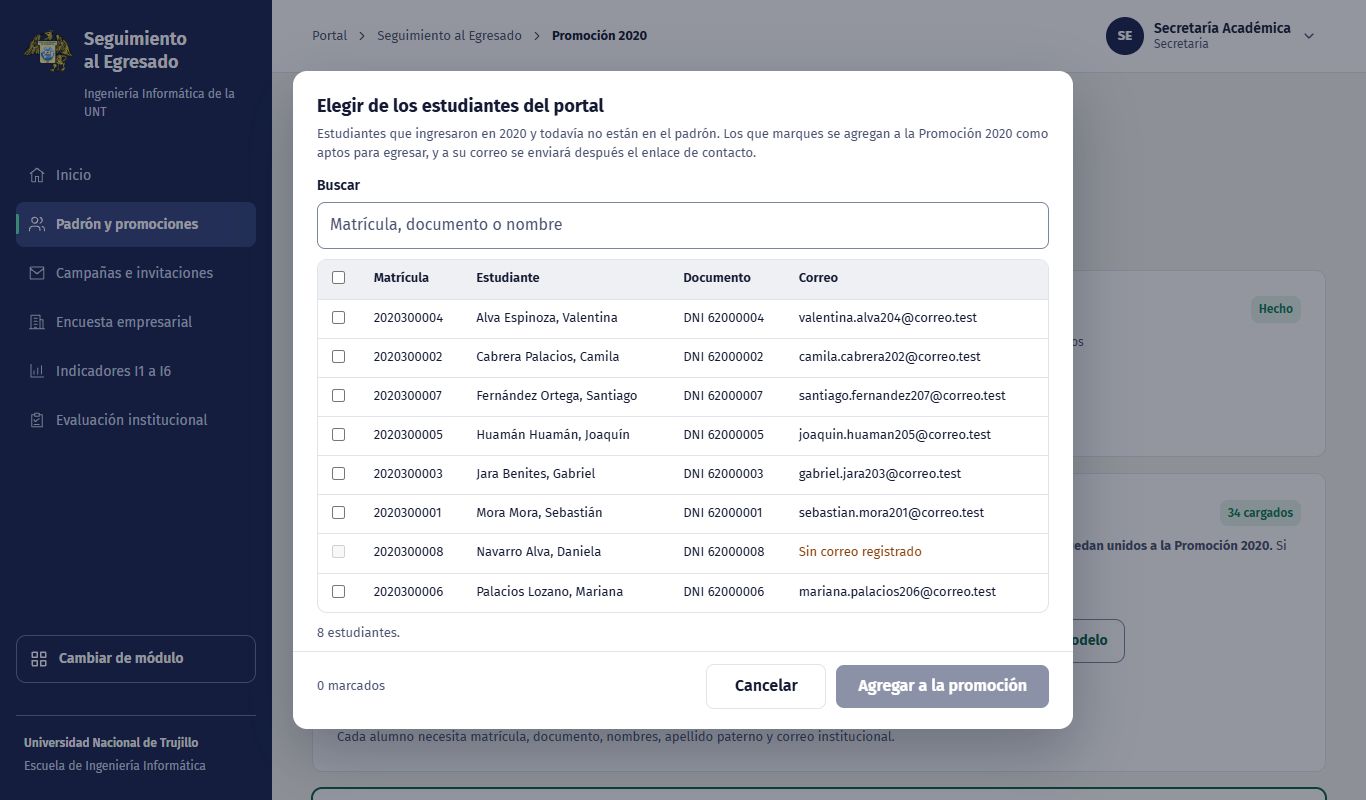 Seguimiento
al Egresado
Ingeniería Informática de la
UNT
Inicio
Padrón y promociones
Campañas e invitaciones
Encuesta empresarial
Indicadores I1 a I6
Evaluación institucional
Cambiar de módulo
Universidad Nacional de Trujillo
Escuela de Ingeniería Informática
Portal > Seguimiento al Egresado > Promoción 2020
SE
Secretaría Académica
Secretaria
Elegir de los estudiantes del portal
Estudiantes que ingresaron en 2020 y todavía no están en el padrón. Los que marques se agregan a la Promoción 2020 como
aptos para egresar, y a su correo se enviará después el enlace de contacto.
Buscar
Matrícula, documento o nombre
Matrícula Estudiante Documento Correo
2020300004 Alva Espinoza, Valentina DNI 62000004 valentina.alva204@correo.test
2020300002 Cabrera Palacios, Camila DNI 62000002 camila.cabrera202@correo.test
2020300007 Fernández Ortega, Santiago DNI 62000007 santiago.fernandez207@correo.test
2020300005 Huamán Huamán, Joaquín DNI 62000005 joaquin.huaman205@correo.test
2020300003 Jara Benites, Gabriel DNI 62000003 gabriel.jara203@correo.test
2020300001 Mora Mora, Sebastián DNI 62000001 sebastian.mora201@correo.test
2020300008 Navarro Alva, Daniela DNI 62000008 Sin correo registrado
2020300006 Palacios Lozano, Mariana DNI 62000006 mariana.palacios206@correo.test
8 estudiantes.
0 marcados
Cancelar
Agregar a la promoción
Hecho
os
34 cargados
edan unidos a la Promoción 2020. Si
odelo
Cada alumno necesita matrícula, documento, nombres, apellido paterno y correo institucional.